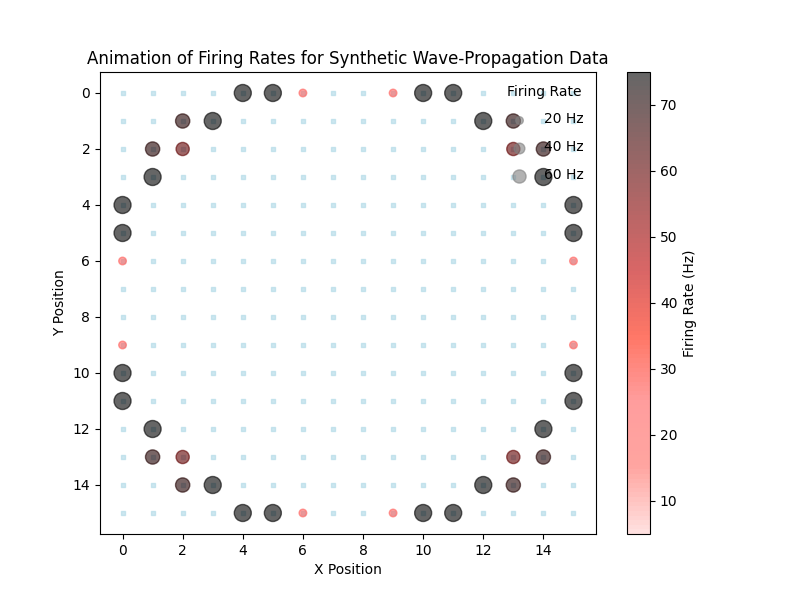 Animation of Firing Rates for Synthetic Wave-Propagation Data
Firing Rate
20 Hz
40 Hz
60 Hz
0
2
4
6
8
10
12
14
Y Position
0 2 4 6 8 10 12 14
X Position
70
60
50
40
30
20
10
Firing Rate (Hz)